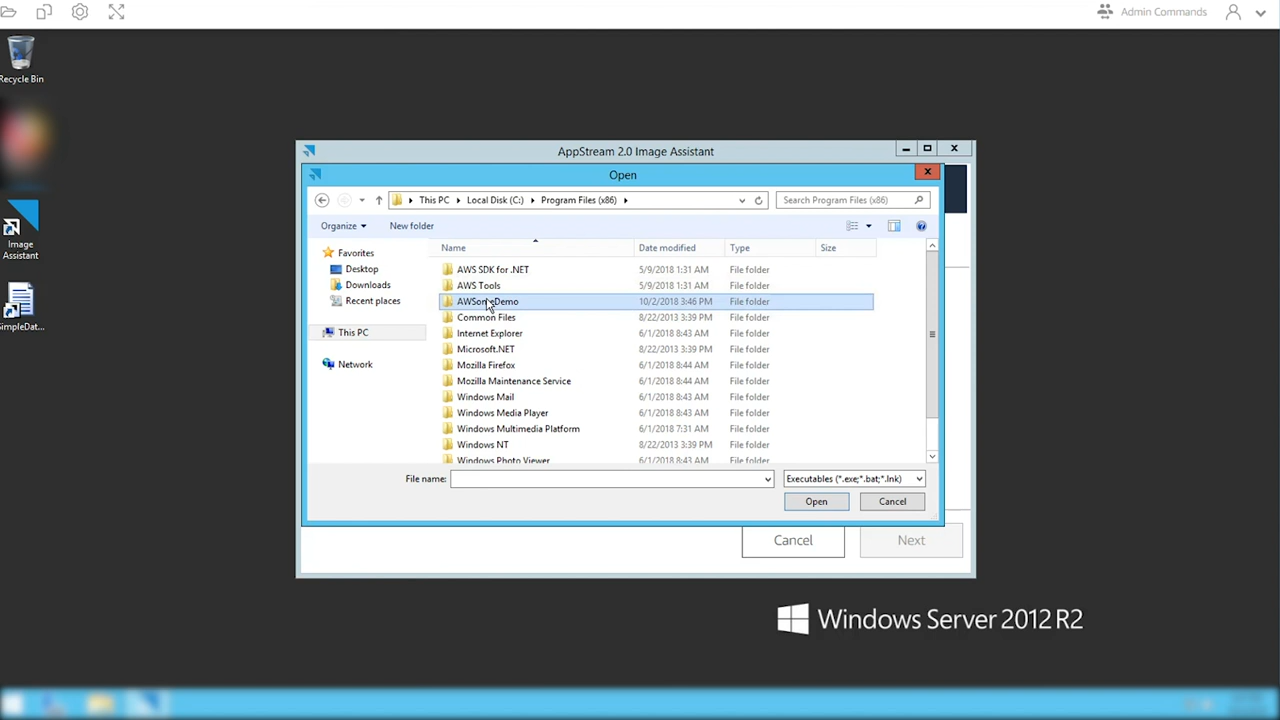 Admin Commands
Recycle Bin
Image
Assistant
SimpleDat...
AppStream 2.0 Image Assistant
Open
This PC
Local Disk (C:)
Program Files (x86)
Search Program Files (x86)
Organize
New folder
Name
Date modified
Type
Size
Favorites
Desktop
Downloads
Recent places
This PC
Network
AWS SDK for .NET 5/9/2018 1:31 AM File folder
AWS Tools 5/9/2018 1:31 AM File folder
AWSomeDemo 10/2/2018 3:46 PM File folder
Common Files 8/22/2013 3:39 PM File folder
Internet Explorer 6/1/2018 8:43 AM File folder
Microsoft.NET 8/22/2013 3:39 PM File folder
Mozilla Firefox 6/1/2018 8:44 AM File folder
Mozilla Maintenance Service 6/1/2018 8:44 AM File folder
Windows Mail 6/1/2018 8:43 AM File folder
Windows Media Player 6/1/2018 8:43 AM File folder
Windows Multimedia Platform 6/1/2018 7:31 AM File folder
Windows NT 8/22/2013 3:39 PM File folder
Windows Photo Viewer 6/1/2018 8:43 AM File folder
File name:
Executables (*.exe;*.bat;*.lnk)
Open
Cancel
Cancel
Next
Windows Server 2012 R2